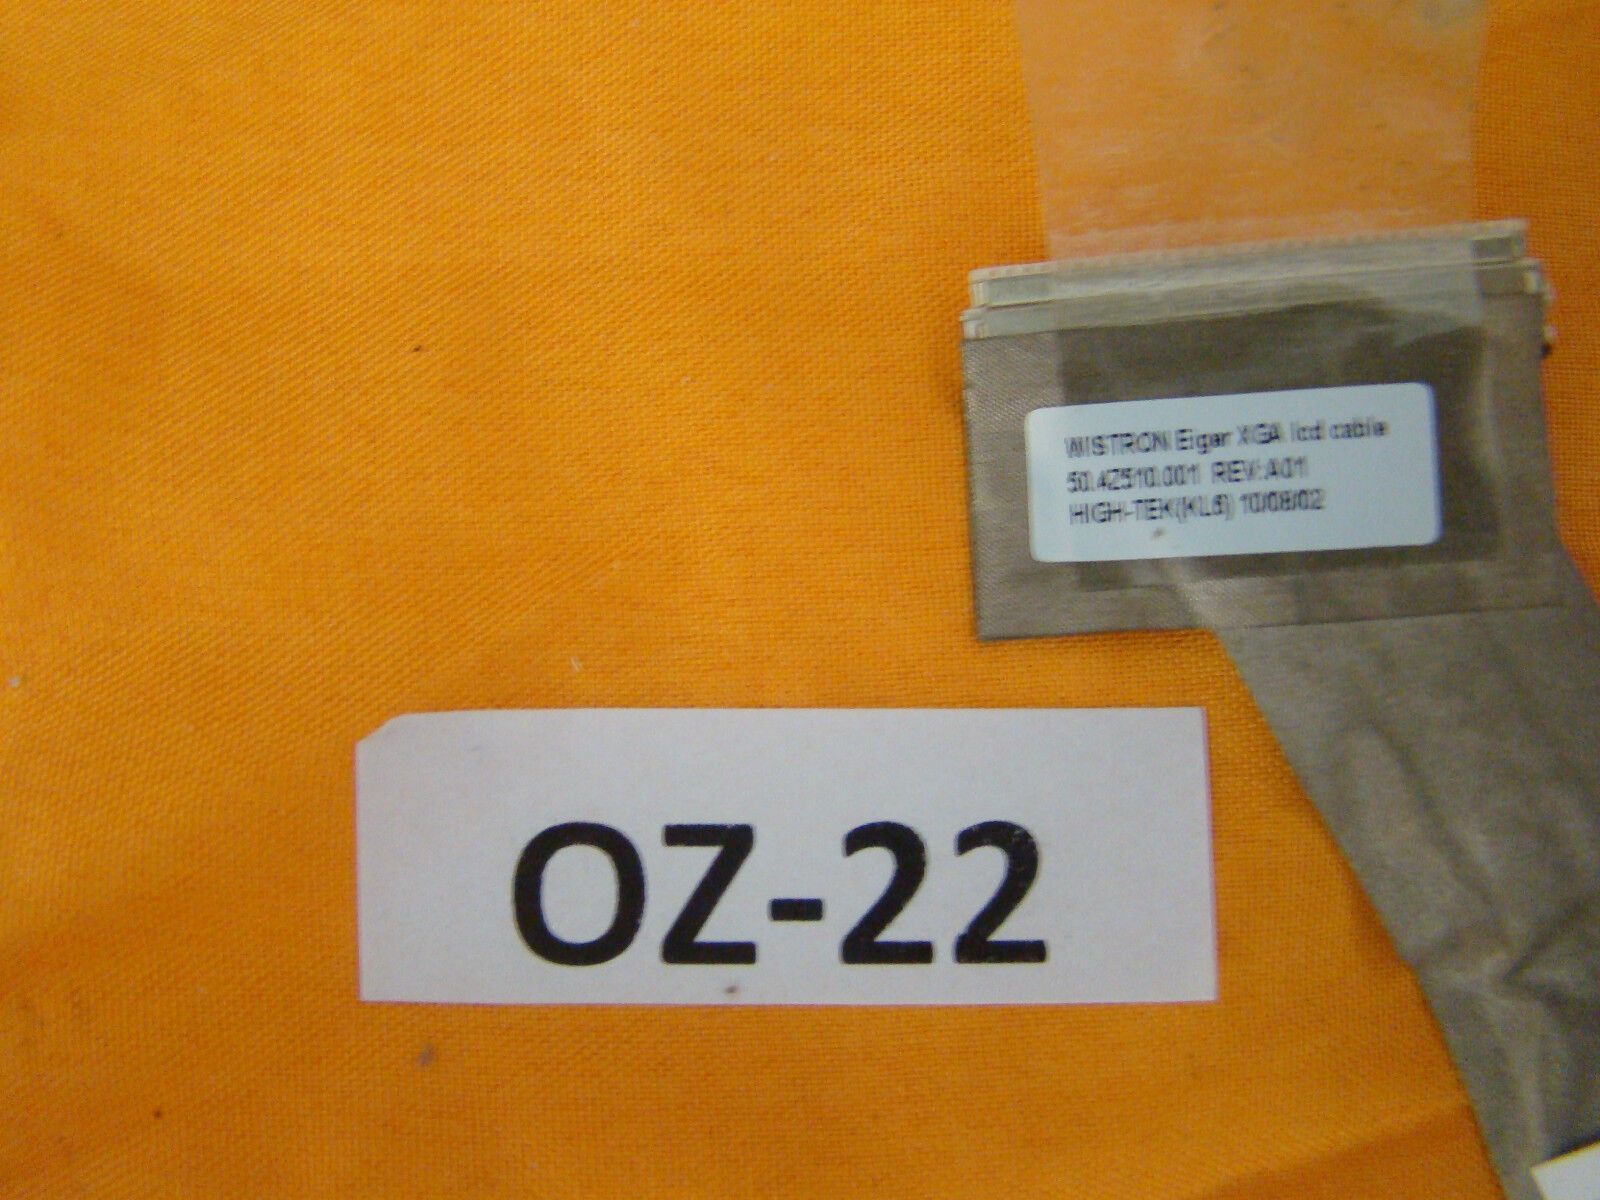 WISTRON Eiger XGA lcd cable
50.4Z510.001 REV:A01
HIGH-TEK(KL6) 10/08/02
OZ-22